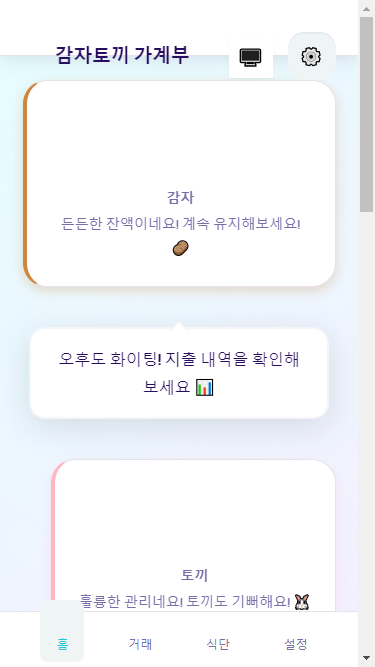 감자토끼 가계부
감자
든든한 잔액이네요! 계속 유지해보세요!
🥔
오후도 화이팅! 지출 내역을 확인해
보세요 📊
토끼
훌륭한 관리네요! 토끼도 기뻐해요! 🐰
홈 거래 식단 설정